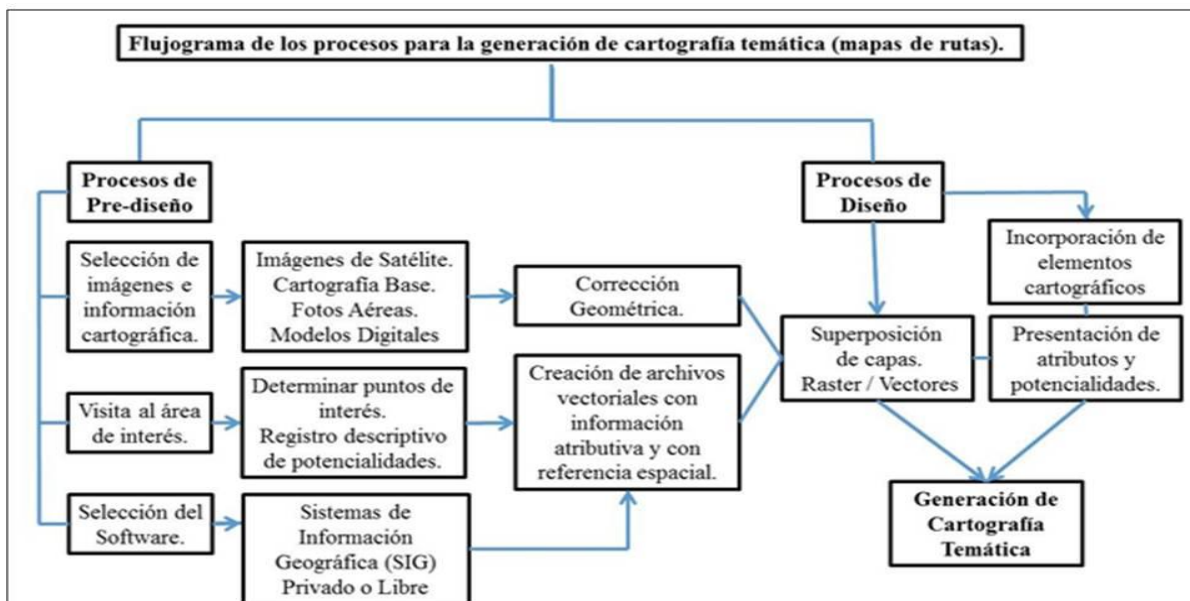 Flujograma de los procesos para la generación de cartografía temática (mapas de rutas).
Procesos de
Pre-diseño
Selección de
imágenes e
información
cartográfica.
Imágenes de Satélite.
Cartografía Base.
Fotos Aéreas.
Modelos Digitales
Corrección
Geométrica.
Visita al área
de interés.
Determinar puntos de
interés.
Registro descriptivo
de potencialidades.
Creación de archivos
vectoriales con
información
atributiva y con
referencia espacial.
Selección del
Software.
Sistemas de
Información
Geográfica (SIG)
Privado o Libre
Procesos de
Diseño
Incorporación de
elementos
cartográficos
Superposición
de capas.
Raster / Vectores
Presentación de
atributos y
potencialidades.
Generación de
Cartografía
Temática